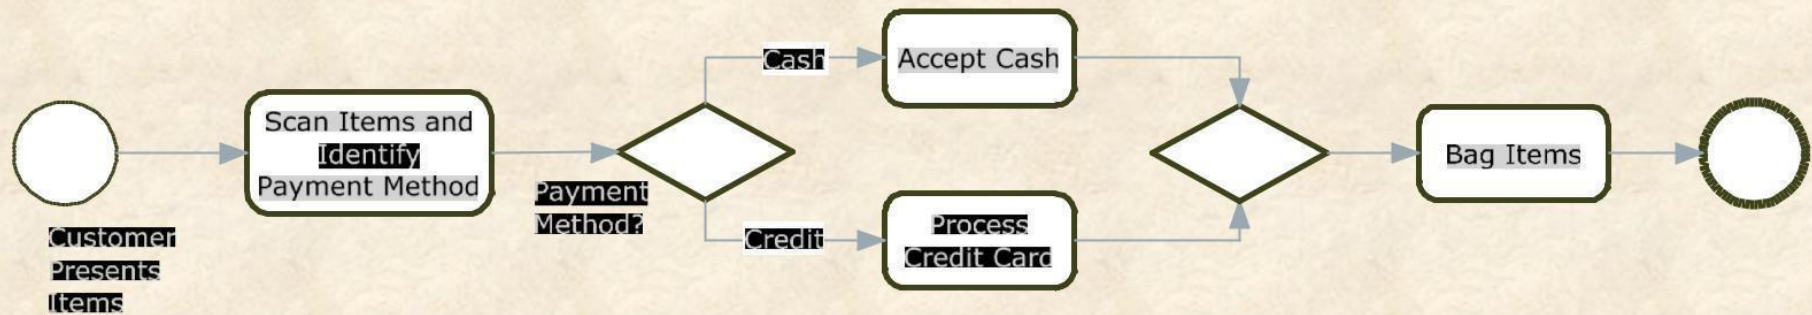 Customer
Presents
Items
Scan Items and
Identify
Payment Method
Payment
Method?
Cash
Accept Cash
Credit
Process
Credit Card
Bag Items